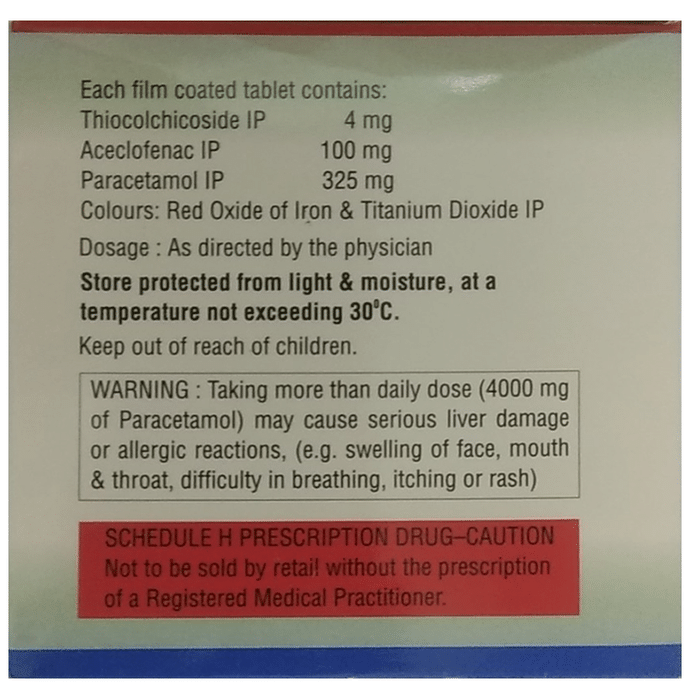 Each film coated tablet contains:
Thiocolchicoside IP 4 mg
Aceclofenac IP 100 mg
Paracetamol IP 325 mg
Colours: Red Oxide of Iron & Titanium Dioxide IP
Dosage : As directed by the physician
Store protected from light & moisture, at a
temperature not exceeding 30⁰C.
Keep out of reach of children.
WARNING : Taking more than daily dose (4000 mg
of Paracetamol) may cause serious liver damage
or allergic reactions, (e.g. swelling of face, mouth
& throat, difficulty in breathing, itching or rash)
SCHEDULE H PRESCRIPTION DRUG–CAUTION
Not to be sold by retail without the prescription
of a Registered Medical Practitioner.